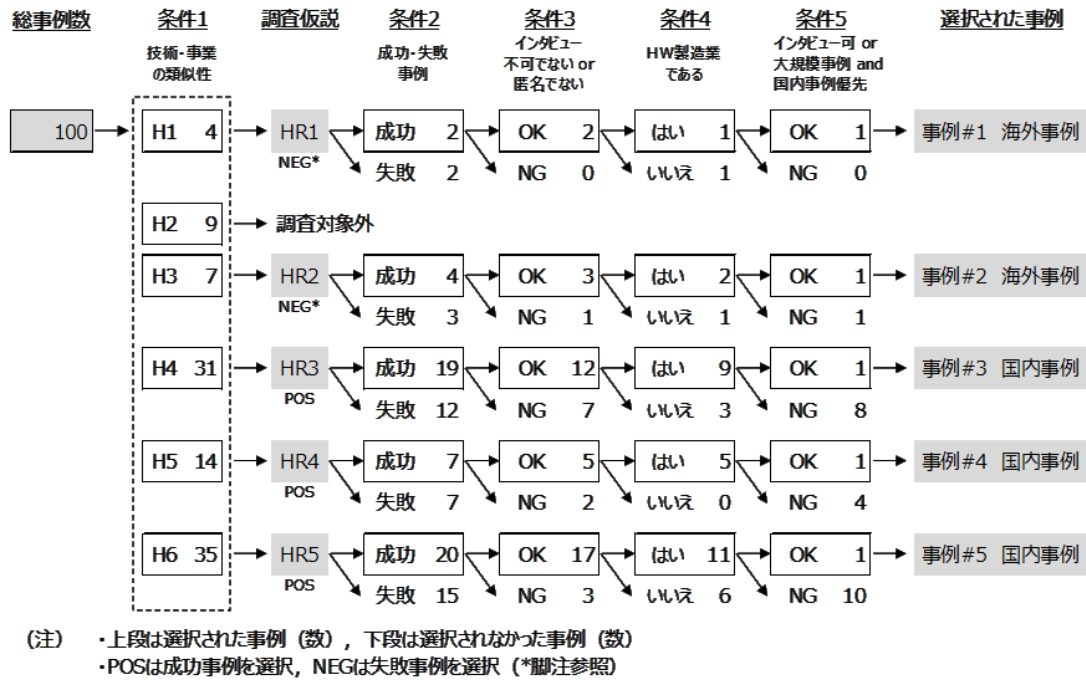 総事例数 条件1 調査仮説 条件2 条件3 条件4 条件5 選択された事例
技術・事業
の類似性
成功・失敗
事例
インタビュー
不可でない or
匿名でない
HW製造業
である
インタビュー可 or
大規模事例 and
国内事例優先
100 H1 4 HR1 成功 2 OK 2 はい 1 OK 1 事例#1 海外事例
NEG* 失敗 2 NG 0 いいえ 1 NG 0
H2 9 調査対象外
H3 7 HR2 成功 4 OK 3 はい 2 OK 1 事例#2 海外事例
NEG* 失敗 3 NG 1 いいえ 1 NG 1
H4 31 HR3 成功 19 OK 12 はい 9 OK 1 事例#3 国内事例
POS 失敗 12 NG 7 いいえ 3 NG 8
H5 14 HR4 成功 7 OK 5 はい 5 OK 1 事例#4 国内事例
POS 失敗 7 NG 2 いいえ 0 NG 4
H6 35 HR5 成功 20 OK 17 はい 11 OK 1 事例#5 国内事例
POS 失敗 15 NG 3 いいえ 6 NG 10
(注) ・上段は選択された事例(数),下段は選択されなかった事例(数)
・POSは成功事例を選択,NEGは失敗事例を選択(*脚注参照)